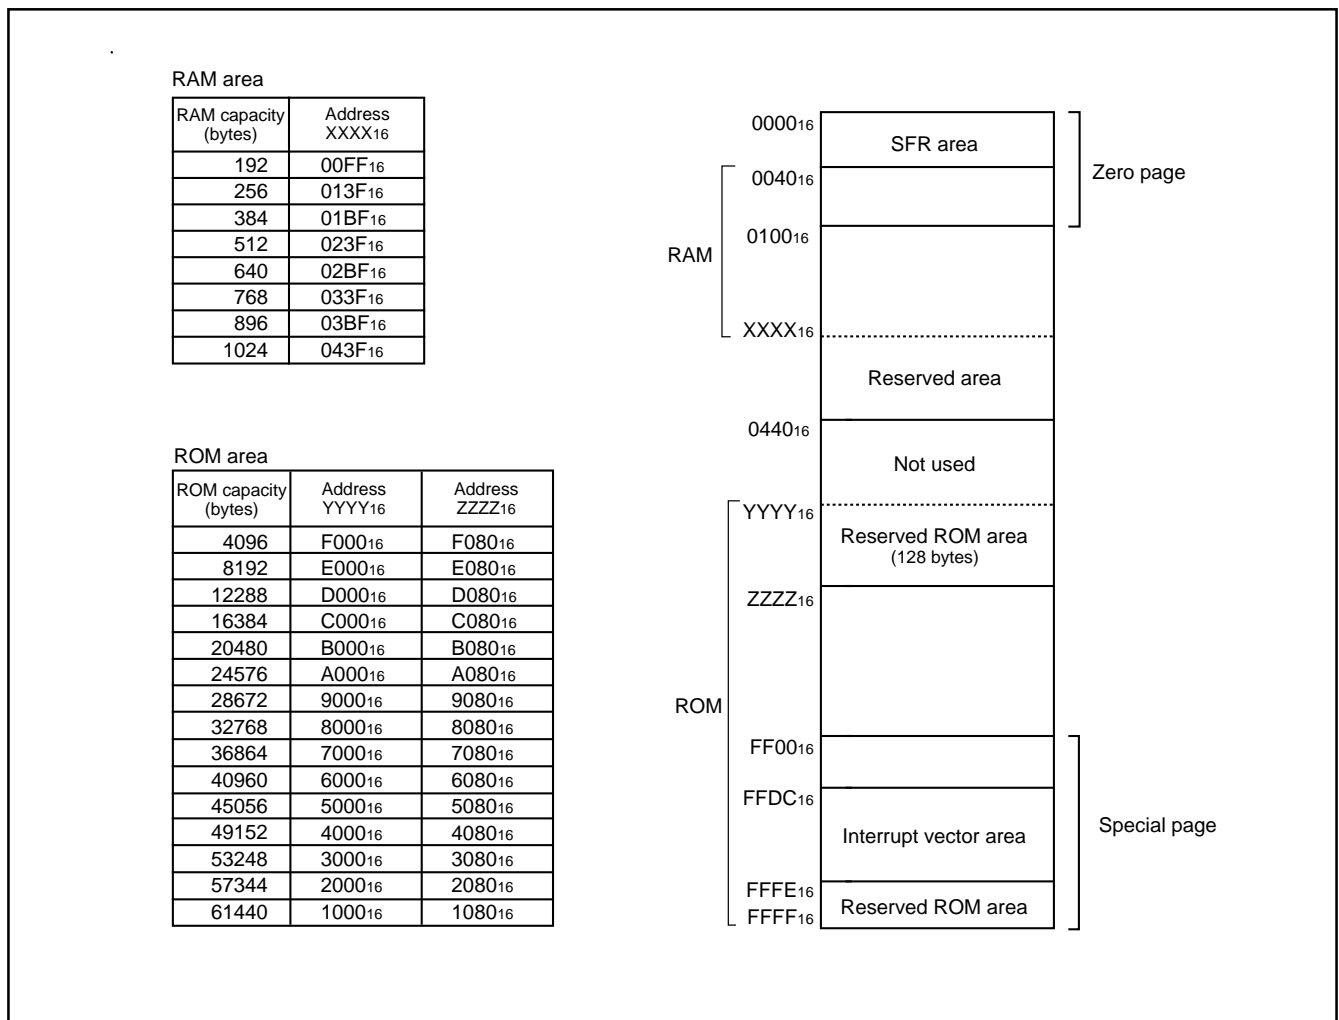 RAM area
RAM capacity (bytes) Address XXXX16
192 00FF16
256 013F16
384 01BF16
512 023F16
640 02BF16
768 033F16
896 03BF16
1024 043F16
ROM area
ROM capacity (bytes) Address YYYY16 Address ZZZZ16
4096 F00016 F08016
8192 E00016 E08016
12288 D00016 D08016
16384 C00016 C08016
20480 B00016 B08016
24576 A00016 A08016
28672 900016 908016
32768 800016 808016
36864 700016 708016
40960 600016 608016
45056 500016 508016
49152 400016 408016
53248 300016 308016
57344 200016 208016
61440 100016 108016
000016
SFR area
Zero page
004016
010016
RAM
XXXX16
Reserved area
044016
Not used
YYYY16
Reserved ROM area
(128 bytes)
ZZZZ16
ROM
FF0016
FFDC16
Special page
Interrupt vector area
FFFE16
Reserved ROM area
FFFF16